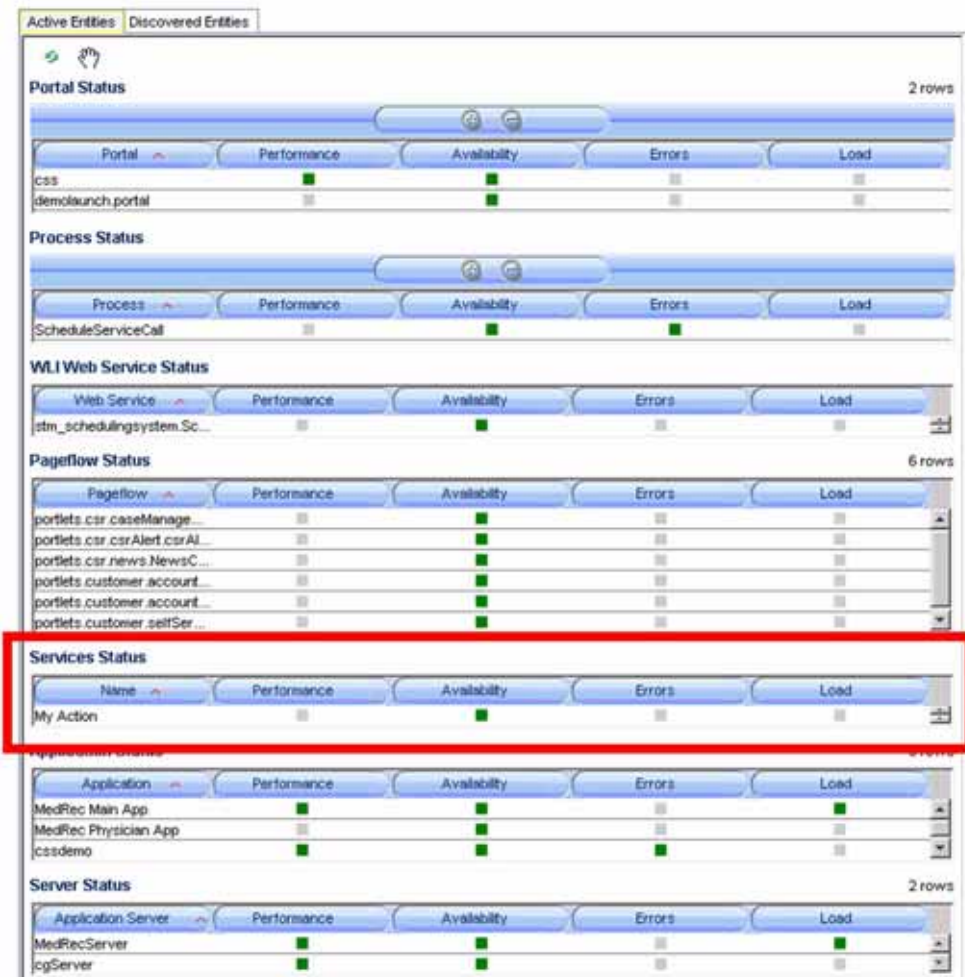 Active Entities Discovered Entities
Portal Status 2 rows
Portal Performance Availability Errors Load
css
demolaunch.portal
Process Status
Process Performance Availability Errors Load
ScheduleServiceCall
WLI Web Service Status
Web Service Performance Availability Errors Load
stm_schedulingsystem.Sc...
Pageflow Status 6 rows
Pageflow Performance Availability Errors Load
portlets.csr.caseManage...
portlets.csr.csrAlert.csrAl...
portlets.csr.news.NewsC...
portlets.customer.account...
portlets.customer.account...
portlets.customer.selfSer...
Services Status
Name Performance Availability Errors Load
My Action
Application Performance Availability Errors Load
MedRec Main App
MedRec Physician App
cssdemo
Server Status 2 rows
Application Server Performance Availability Errors Load
MedRecServer
cgServer